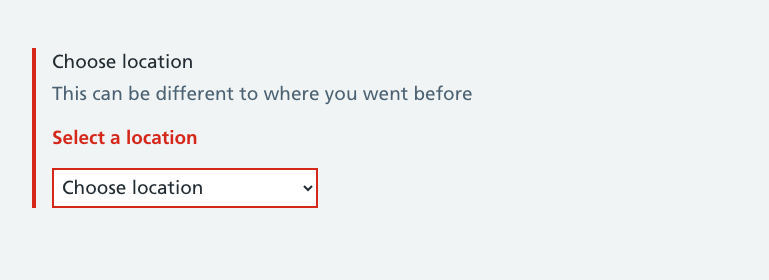 Choose location
This can be different to where you went before
Select a location
Choose location